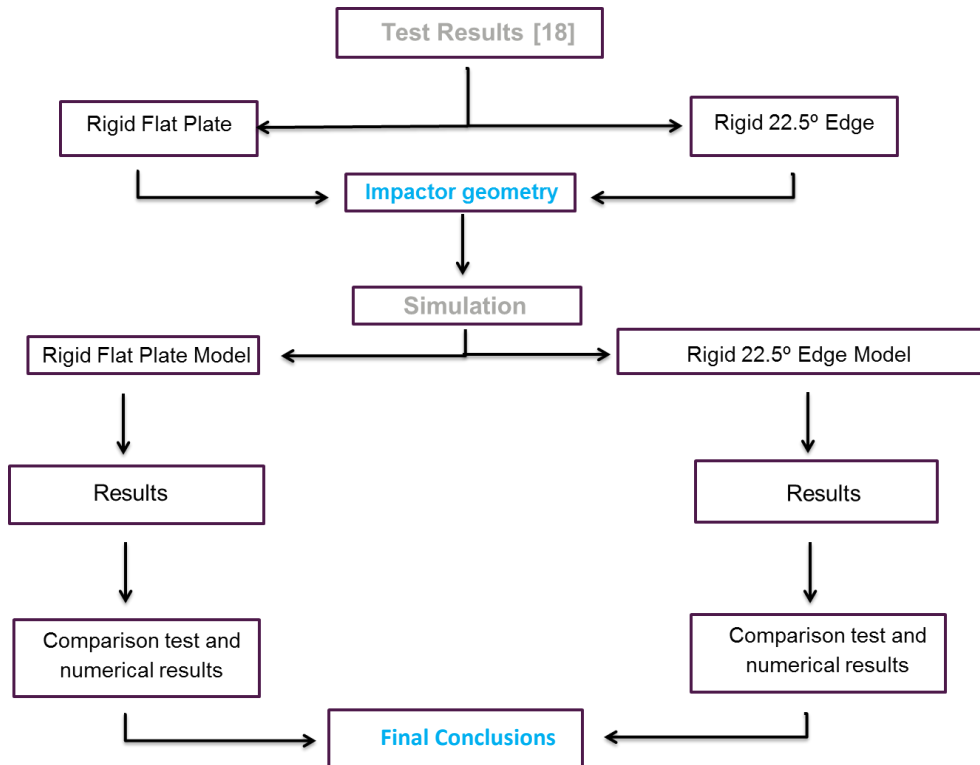 Test Results [18]
Rigid Flat Plate
Rigid 22.5º Edge
Impactor geometry
Simulation
Rigid Flat Plate Model
Rigid 22.5º Edge Model
Results
Results
Comparison test and
numerical results
Comparison test and
numerical results
Final Conclusions